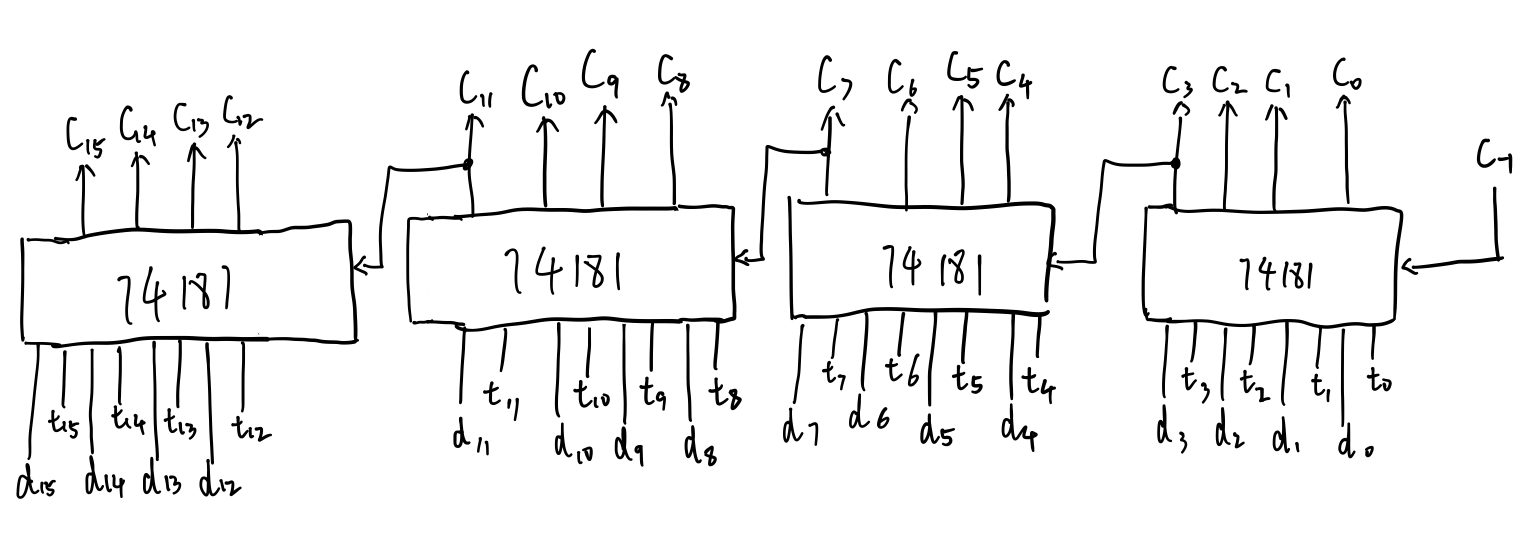 C₁₅ C₁₄ C₁₃ C₁₂ C₁₁ C₁₀ C₉ C₈ C₇ C₆ C₅ C₄ C₃ C₂ C₁ C₀ C₋₁
74181 74181 74181 74181
t₁₅ t₁₄ t₁₃ t₁₂ t₁₁ t₁₀ t₉ t₈ t₇ t₆ t₅ t₄ t₃ t₂ t₁ t₀
d₁₅ d₁₄ d₁₃ d₁₂ d₁₁ d₁₀ d₉ d₈ d₇ d₆ d₅ d₄ d₃ d₂ d₁ d₀